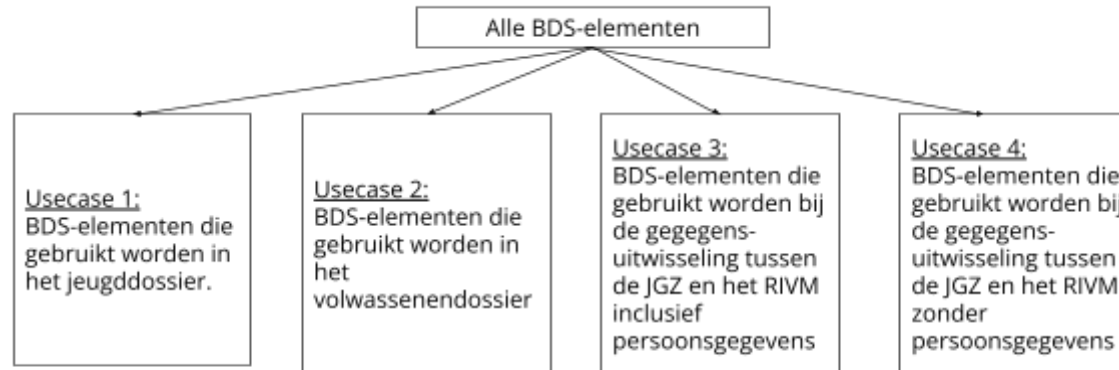 Alle BDS-elementen
Usecase 1:
BDS-elementen die
gebruikt worden in
het jeugddossier.
Usecase 2:
BDS-elementen die
gebruikt worden in
het
volwassenendossier
Usecase 3:
BDS-elementen die
gebruikt worden bij
de gegegens-
uitwisseling tussen
de JGZ en het RIVM
inclusief
persoonsgegevens
Usecase 4:
BDS-elementen die
gebruikt worden bij
de gegegens-
uitwisseling tussen
de JGZ en het RIVM
zonder
persoonsgegevens